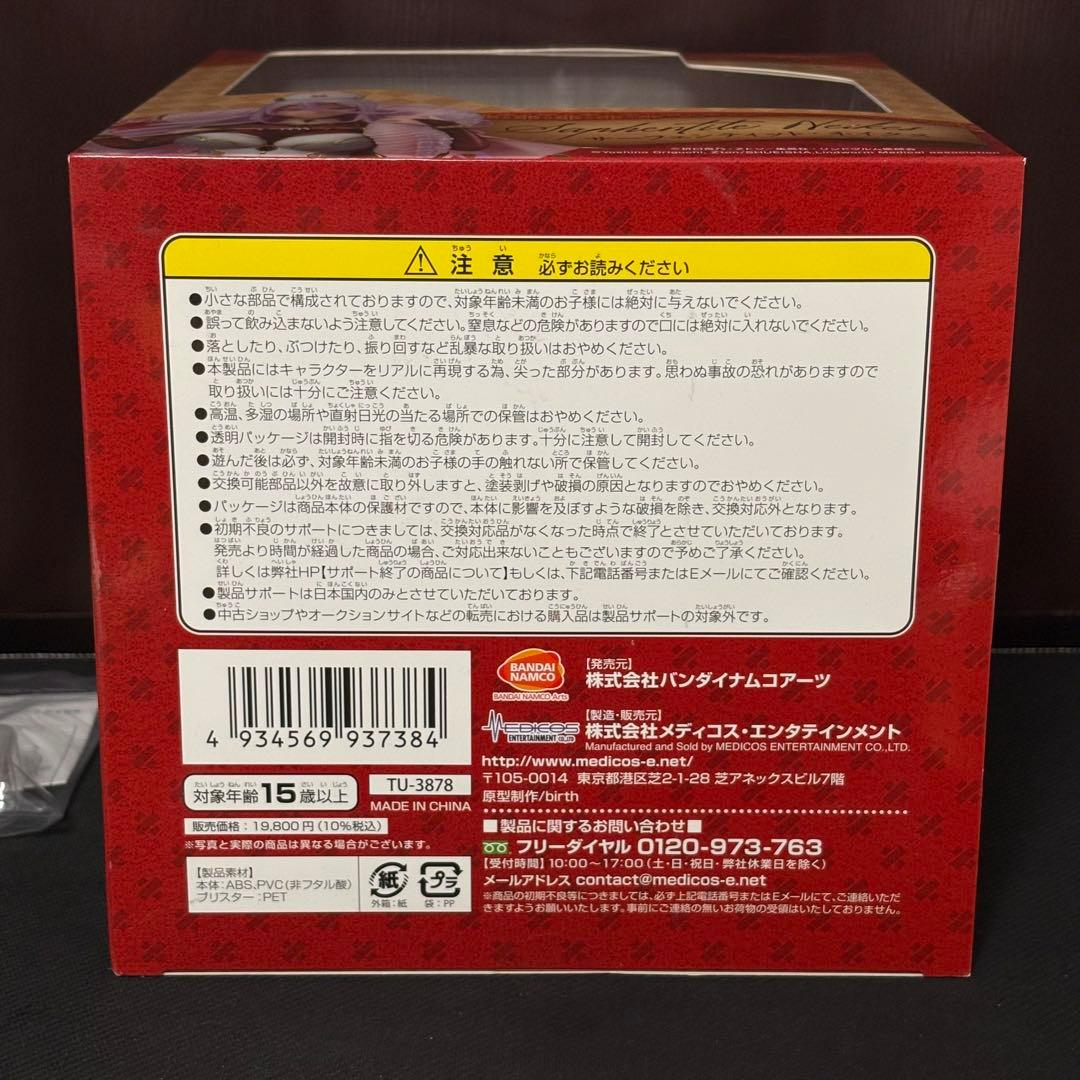 Saphentite Neikes
サーフェンティット・ネイクス
©Yoshino Origuchi, Z-ton/SHUEISHA, Lindworm Medical
⚠ 注意 必ずお読みください
●小さな部品で構成されておりますので、対象年齢未満のお子様には絶対に与えないでください。
●誤って飲み込まないよう注意してください。窒息などの危険がありますので口には絶対に入れないでください。
●落としたり、ぶつけたり、振り回すなど乱暴な取り扱いはおやめください。
●本製品にはキャラクターをリアルに再現する為、尖った部分があります。思わぬ事故の恐れがありますので
取り扱いには十分にご注意ください。
●高温、多湿の場所や直射日光の当たる場所での保管はおやめください。
●透明パッケージは開封時に指を切る危険があります。十分に注意して開封してください。
●遊んだ後は必ず、対象年齢未満のお子様の手の触れない所で保管してください。
●交換可能部品以外を故意に取り外しますと、塗装剥げや破損の原因となりますのでおやめください。
●パッケージは商品本体の保護材ですので、本体に影響を及ぼすような破損を除き、交換対応外となります。
●初期不良のサポートにつきましては、交換対応品がなくなった時点で終了とさせていただいております。
発売より時間が経過した商品の場合、ご対応出来ないこともございますので予めご了承ください。
詳しくは弊社HP【サポート終了の商品について】もしくは、下記電話番号またはEメールにてご確認ください。
●製品サポートは日本国内のみとさせていただいております。
●中古ショップやオークションサイトなどの転売における購入品は製品サポートの対象外です。
4 934569 937384
対象年齢15歳以上
TU-3878
MADE IN CHINA
販売価格：19,800円（10%税込）
※写真と実際の商品は異なる場合がございます。
【製品素材】
本体：ABS、PVC（非フタル酸）
ブリスター：PET
紙
外箱：紙
プラ
袋：PP
BANDAI NAMCO
BANDAI NAMCO Arts
【発売元】
株式会社バンダイナムコアーツ
MEDICOS
ENTERTAINMENT CO.,LTD
【製造・販売元】
株式会社メディコス・エンタテインメント
Manufactured and Sold by MEDICOS ENTERTAINMENT CO.,LTD.
http://www.medicos-e.net/
〒105-0014 東京都港区芝2-1-28 芝アネックスビル7階
原型制作/birth
■製品に関するお問い合わせ■
フリーダイヤル 0120-973-763
【受付時間】10:00～17:00（土・日・祝日・弊社休業日を除く）
メールアドレス contact@medicos-e.net
※商品の初期不良等につきましては、必ず上記電話番号またはEメールにて、ご連絡いただ
きますようお願いいたします。事前にご連絡の無いお荷物の受領はいたしておりません。